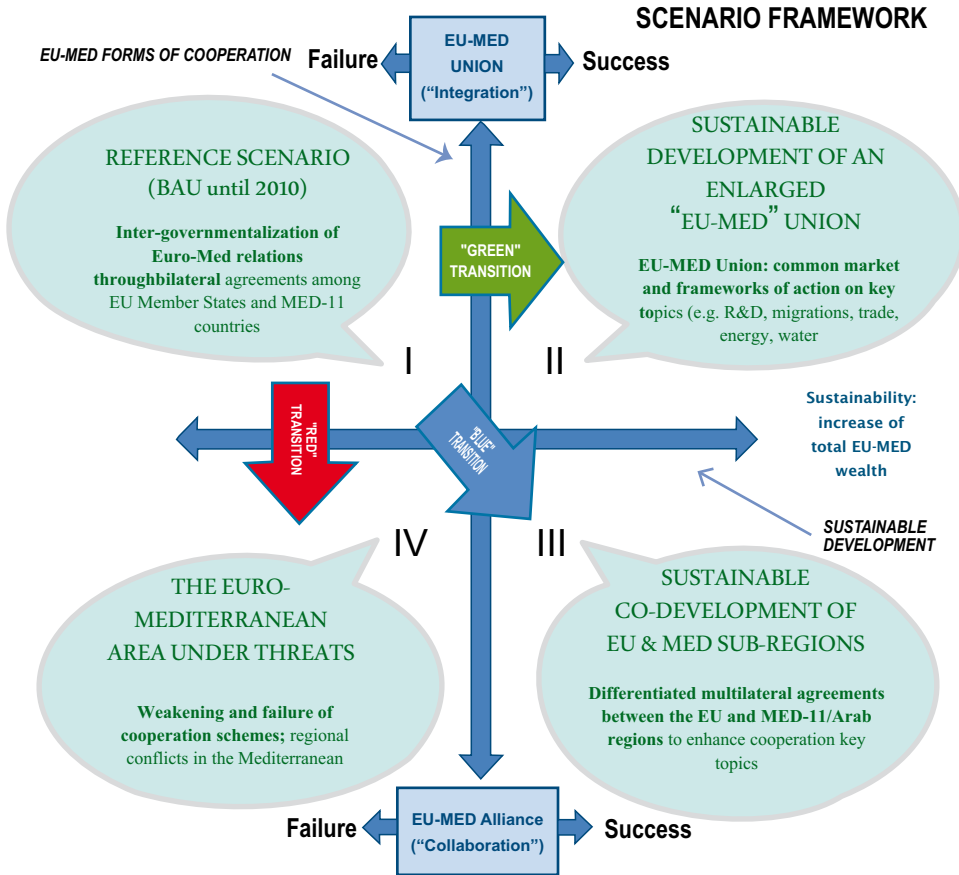 SCENARIO FRAMEWORK
EU-MED FORMS OF COOPERATION
Failure
EU-MED
UNION
(“Integration”)
Success
REFERENCE SCENARIO
(BAU until 2010)
Inter-governmentalization of
Euro-Med relations
throughbilateral agreements among
EU Member States and MED-11
countries
SUSTAINABLE
DEVELOPMENT OF AN
ENLARGED
“EU-MED” UNION
EU-MED Union: common market
and frameworks of action on key
topics (e.g. R&D, migrations, trade,
energy, water
"GREEN"
TRANSITION
I
II
"RED"
TRANSITION
"BLUE"
TRANSITION
Sustainability:
increase of
total EU-MED
wealth
SUSTAINABLE
DEVELOPMENT
IV
III
THE EURO-
MEDITERRANEAN
AREA UNDER THREATS
Weakening and failure of
cooperation schemes; regional
conflicts in the Mediterranean
SUSTAINABLE
CO-DEVELOPMENT OF
EU & MED SUB-REGIONS
Differentiated multilateral agreements
between the EU and MED-11/Arab
regions to enhance cooperation key
topics
Failure
EU-MED Alliance
(“Collaboration”)
Success